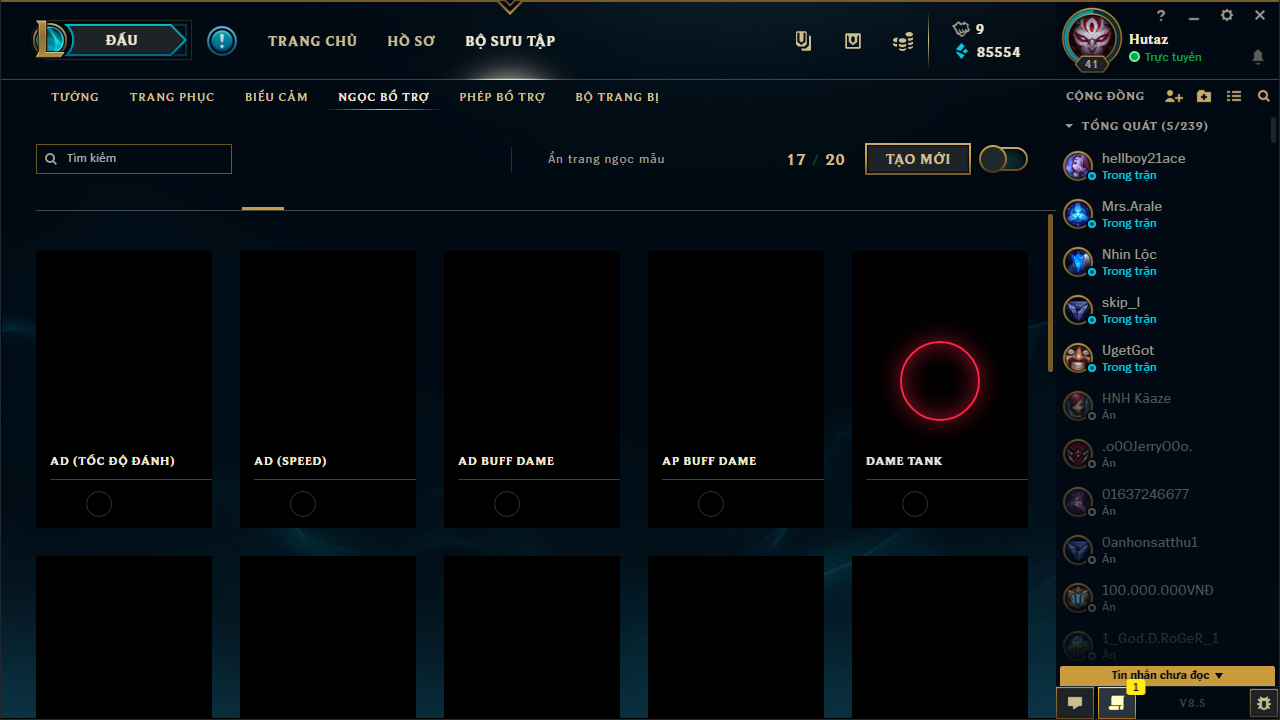 ĐẤU
TRANG CHỦ
HỒ SƠ
BỘ SƯU TẬP
9
85554
41
Hutaz
Trực tuyến
TƯỚNG
TRANG PHỤC
BIỂU CẢM
NGỌC BỔ TRỢ
PHÉP BỔ TRỢ
BỘ TRANG BỊ
CỘNG ĐỒNG
TỔNG QUÁT (5/239)
Tìm kiếm
Ẩn trang ngọc mẫu
17 / 20
TẠO MỚI
hellboy21ace
Trong trận
Mrs.Arale
Trong trận
Nhin Lộc
Trong trận
skip_I
Trong trận
UgetGot
Trong trận
HNH Käaze
Ẩn
.o0OJerryO0o.
Ẩn
01637246677
Ẩn
0anhonsatthu1
Ẩn
100.000.000VNĐ
Ẩn
1_God.D.RoGeR_1
Ẩn
AD (TỐC ĐỘ ĐÁNH)
AD (SPEED)
AD BUFF DAME
AP BUFF DAME
DAME TANK
Tin nhắn chưa đọc
1
V8.5